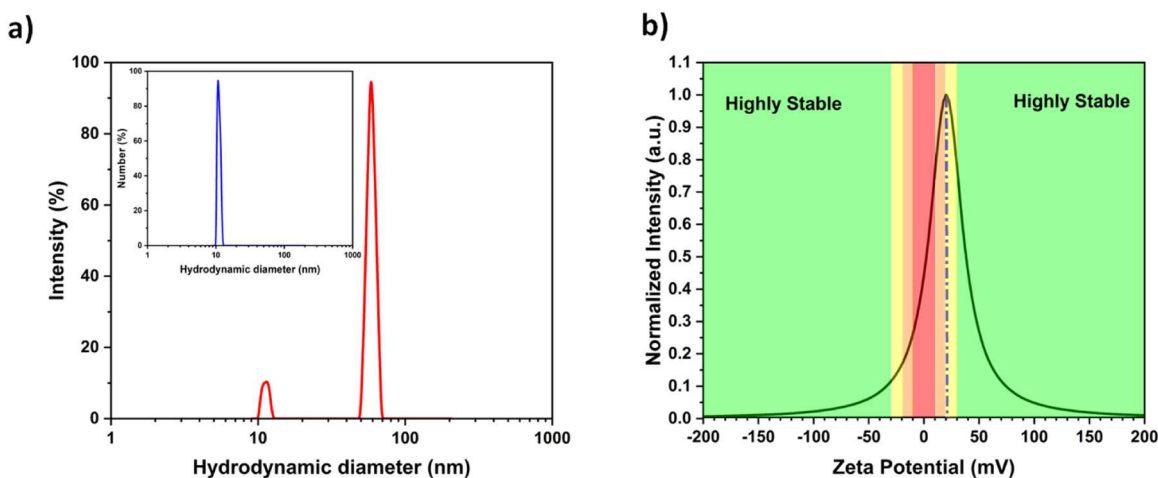 a)
100
80
60
40
20
0
Intensity (%)
1
10
100
1000
Hydrodynamic diameter (nm)
100
80
60
40
20
0
Number (%)
1
10
100
1000
Hydrodynamic diameter (nm)
b)
1.1
1.0
0.9
0.8
0.7
0.6
0.5
0.4
0.3
0.2
0.1
0.0
Normalized Intensity (a.u.)
Highly Stable
Highly Stable
-200 -150 -100 -50 0 50 100 150 200
Zeta Potential (mV)